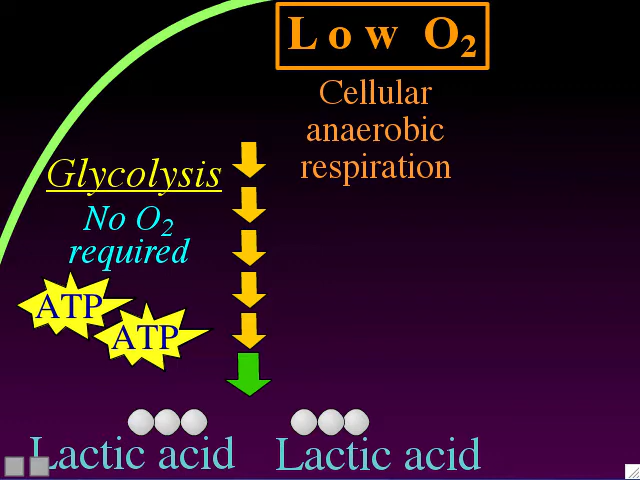 Low O₂
Cellular
anaerobic
respiration
Glycolysis
No O₂
required
ATP
ATP
Lactic acid
Lactic acid